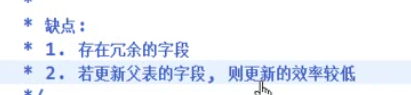 *
* 缺点:
* 1. 存在冗余的字段
* 2. 若更新父表的字段, 则更新的效率较低
*/